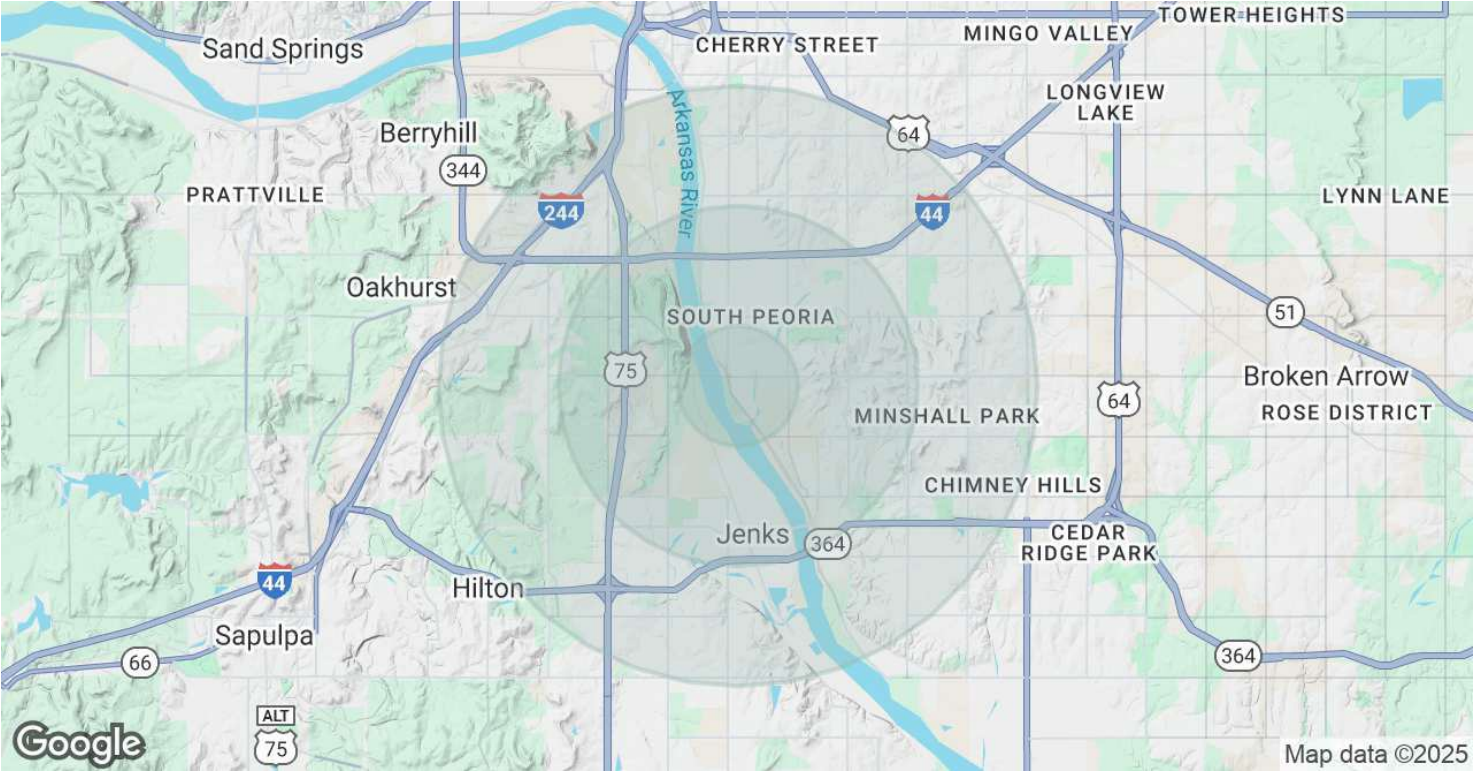 TOWER HEIGHTS
MINGO VALLEY
CHERRY STREET
Sand Springs
LONGVIEW
LAKE
Arkansas River
Berryhill
64
344
PRATTVILLE
LYNN LANE
244
44
Oakhurst
SOUTH PEORIA
51
75
Broken Arrow
64
ROSE DISTRICT
MINSHALL PARK
CHIMNEY HILLS
Jenks
364
CEDAR
RIDGE PARK
44
Hilton
Sapulpa
66
364
ALT
75
Google
Map data ©2025